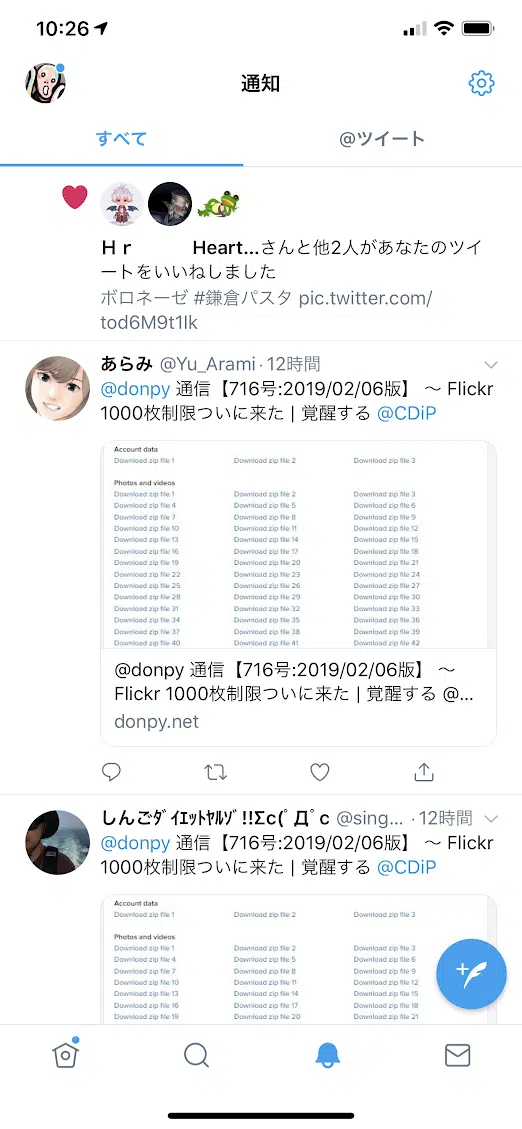 10:26
通知
すべて @ツイート
Ｈｒ Heart...さんと他2人があなたのツイ
ートをいいねしました
ボロネーゼ #鎌倉パスタ pic.twitter.com/
tod6M9t1lk
あらみ @Yu_Arami · 12時間
@donpy 通信【716号:2019/02/06版】 〜 Flickr
1000枚制限ついに来た | 覚醒する @CDiP
Account data
Download zip file 1 Download zip file 2 Download zip file 3
Photos and videos
Download zip file 1 Download zip file 2 Download zip file 3
Download zip file 4 Download zip file 5 Download zip file 6
Download zip file 7 Download zip file 8 Download zip file 9
Download zip file 10 Download zip file 11 Download zip file 12
Download zip file 13 Download zip file 14 Download zip file 15
Download zip file 16 Download zip file 17 Download zip file 18
Download zip file 19 Download zip file 20 Download zip file 21
Download zip file 22 Download zip file 23 Download zip file 24
Download zip file 25 Download zip file 26 Download zip file 27
Download zip file 28 Download zip file 29 Download zip file 30
Download zip file 31 Download zip file 32 Download zip file 33
Download zip file 34 Download zip file 35 Download zip file 36
Download zip file 37 Download zip file 38 Download zip file 39
Download zip file 40 Download zip file 41 Download zip file 42
@donpy 通信【716号:2019/02/06版】 〜
Flickr 1000枚制限ついに来た | 覚醒する @...
donpy.net
しんごﾀﾞｲｴｯﾄﾔﾙｿﾞ!!Σc(ﾟДﾟc @sing... · 12時間
@donpy 通信【716号:2019/02/06版】 〜 Flickr
1000枚制限ついに来た | 覚醒する @CDiP
Account data
Download zip file 1 Download zip file 2 Download zip file 3
Photos and videos
Download zip file 1 Download zip file 2 Download zip file 3
Download zip file 4 Download zip file 5 Download zip file 6
Download zip file 7 Download zip file 8 Download zip file 9
Download zip file 10 Download zip file 11 Download zip file 12
Download zip file 13 Download zip file 14 Download zip file 15
Download zip file 16 Download zip file 17 Download zip file 18
Download zip file 19 Download zip file 20 Download zip file 21